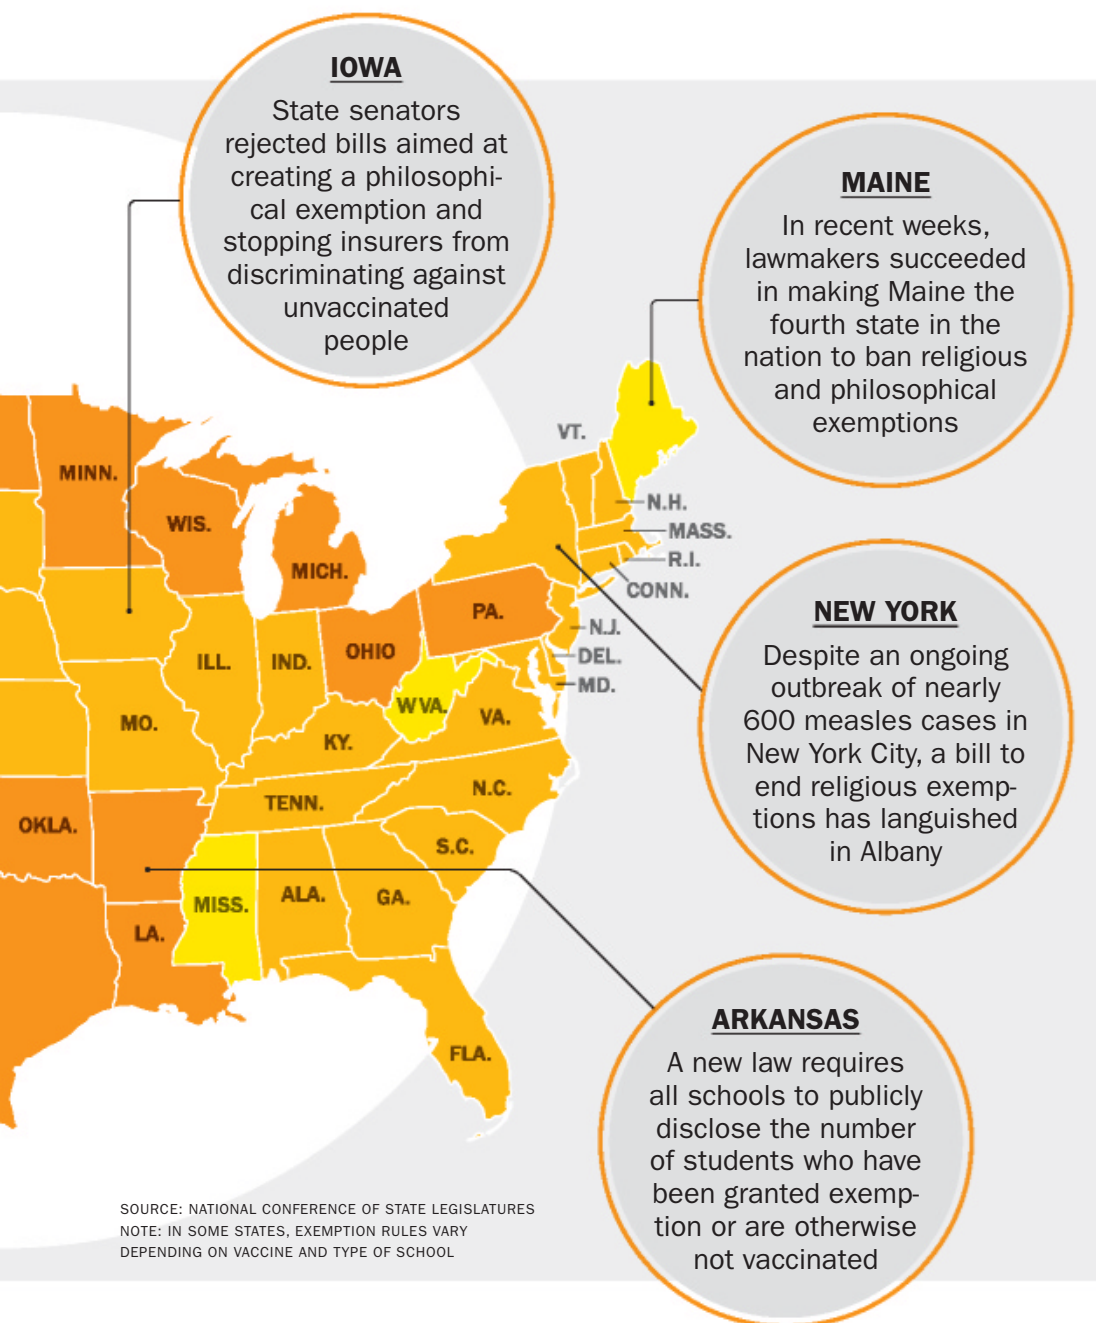 IOWA
State senators
rejected bills aimed at
creating a philosophi-
cal exemption and
stopping insurers from
discriminating against
unvaccinated
people
MAINE
In recent weeks,
lawmakers succeeded
in making Maine the
fourth state in the
nation to ban religious
and philosophical
exemptions
VT.
MINN.
N.H.
WIS.
MASS.
R.I.
MICH.
CONN.
PA.
N.J.
OHIO
ILL.
IND.
DEL.
MD.
W VA.
VA.
MO.
KY.
N.C.
TENN.
OKLA.
S.C.
MISS.
ALA.
GA.
LA.
FLA.
NEW YORK
Despite an ongoing
outbreak of nearly
600 measles cases in
New York City, a bill to
end religious exemp-
tions has languished
in Albany
ARKANSAS
A new law requires
all schools to publicly
disclose the number
of students who have
been granted exemp-
tion or are otherwise
not vaccinated
SOURCE: NATIONAL CONFERENCE OF STATE LEGISLATURES
NOTE: IN SOME STATES, EXEMPTION RULES VARY
DEPENDING ON VACCINE AND TYPE OF SCHOOL